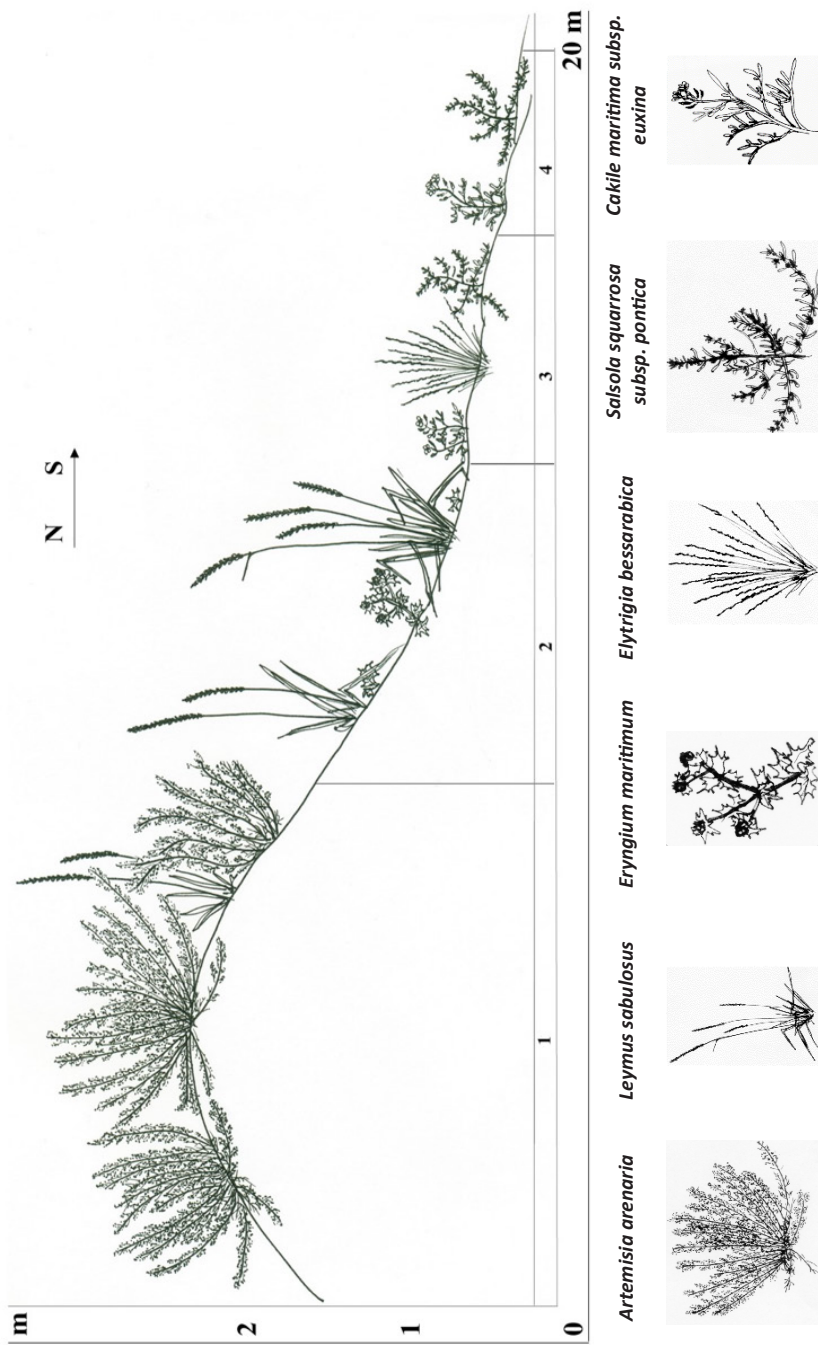 m
2
1
0
N S
1
2
3
4
20 m
Artemisia arenaria
Leymus sabulosus
Eryngium maritimum
Elytrigia bessarabica
Salsola squarrosa
subsp. pontica
Cakile maritima subsp.
euxina